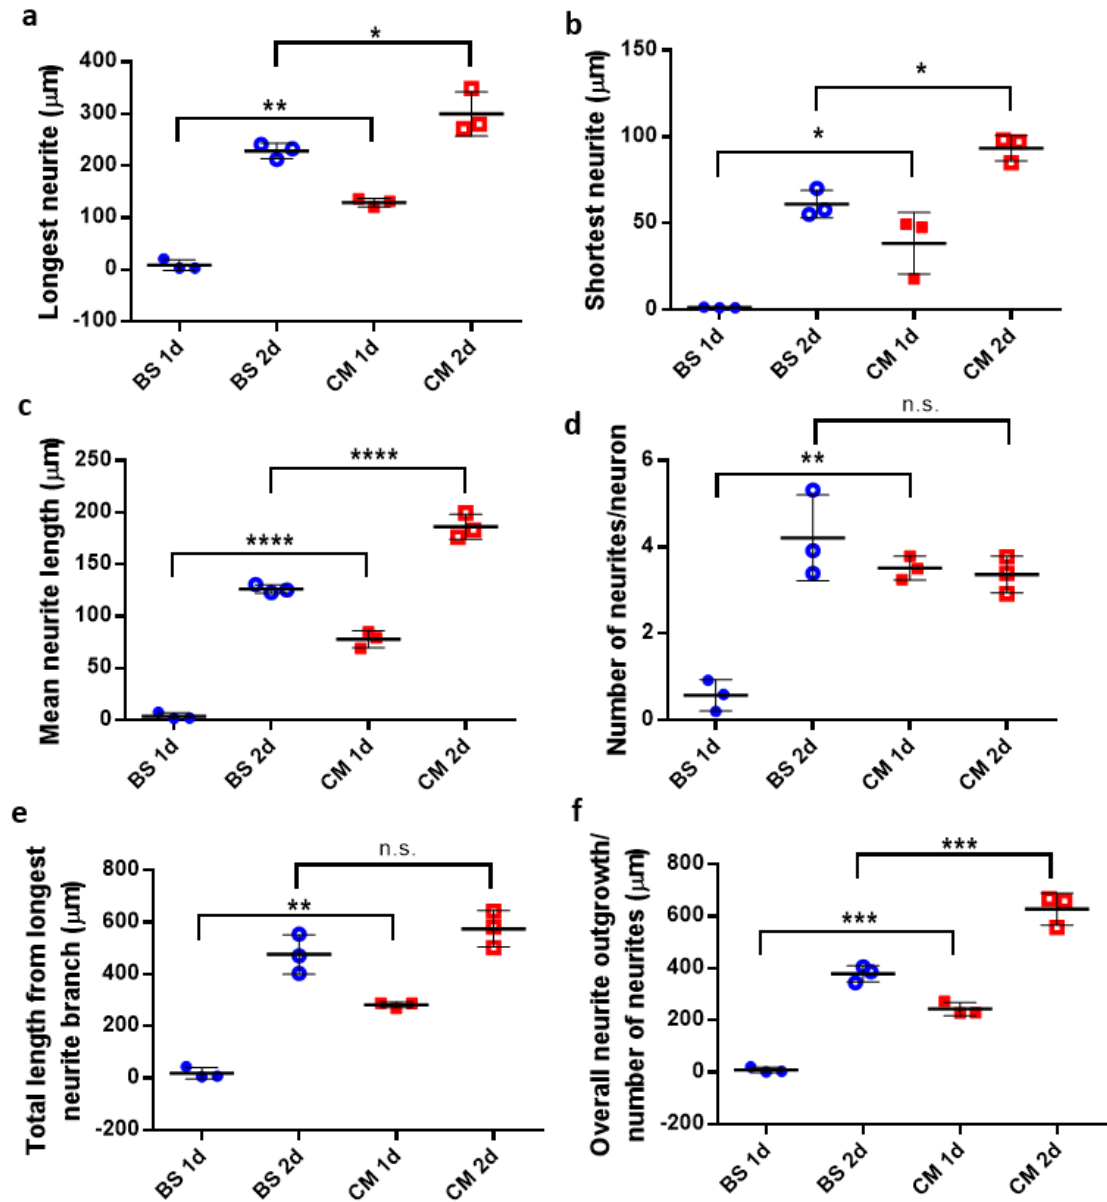 a
Longest neurite (μm)
400
300
200
100
0
-100
**
*
BS 1d
BS 2d
CM 1d
CM 2d
b
Shortest neurite (μm)
150
100
50
0
*
*
BS 1d
BS 2d
CM 1d
CM 2d
c
Mean neurite length (μm)
250
200
150
100
50
0
****
****
BS 1d
BS 2d
CM 1d
CM 2d
d
Number of neurites/neuron
6
4
2
0
**
n.s.
BS 1d
BS 2d
CM 1d
CM 2d
e
Total length from longest
neurite branch (μm)
800
600
400
200
0
-200
**
n.s.
BS 1d
BS 2d
CM 1d
CM 2d
f
Overall neurite outgrowth/
number of neurites (μm)
800
600
400
200
0
-200
***
***
BS 1d
BS 2d
CM 1d
CM 2d